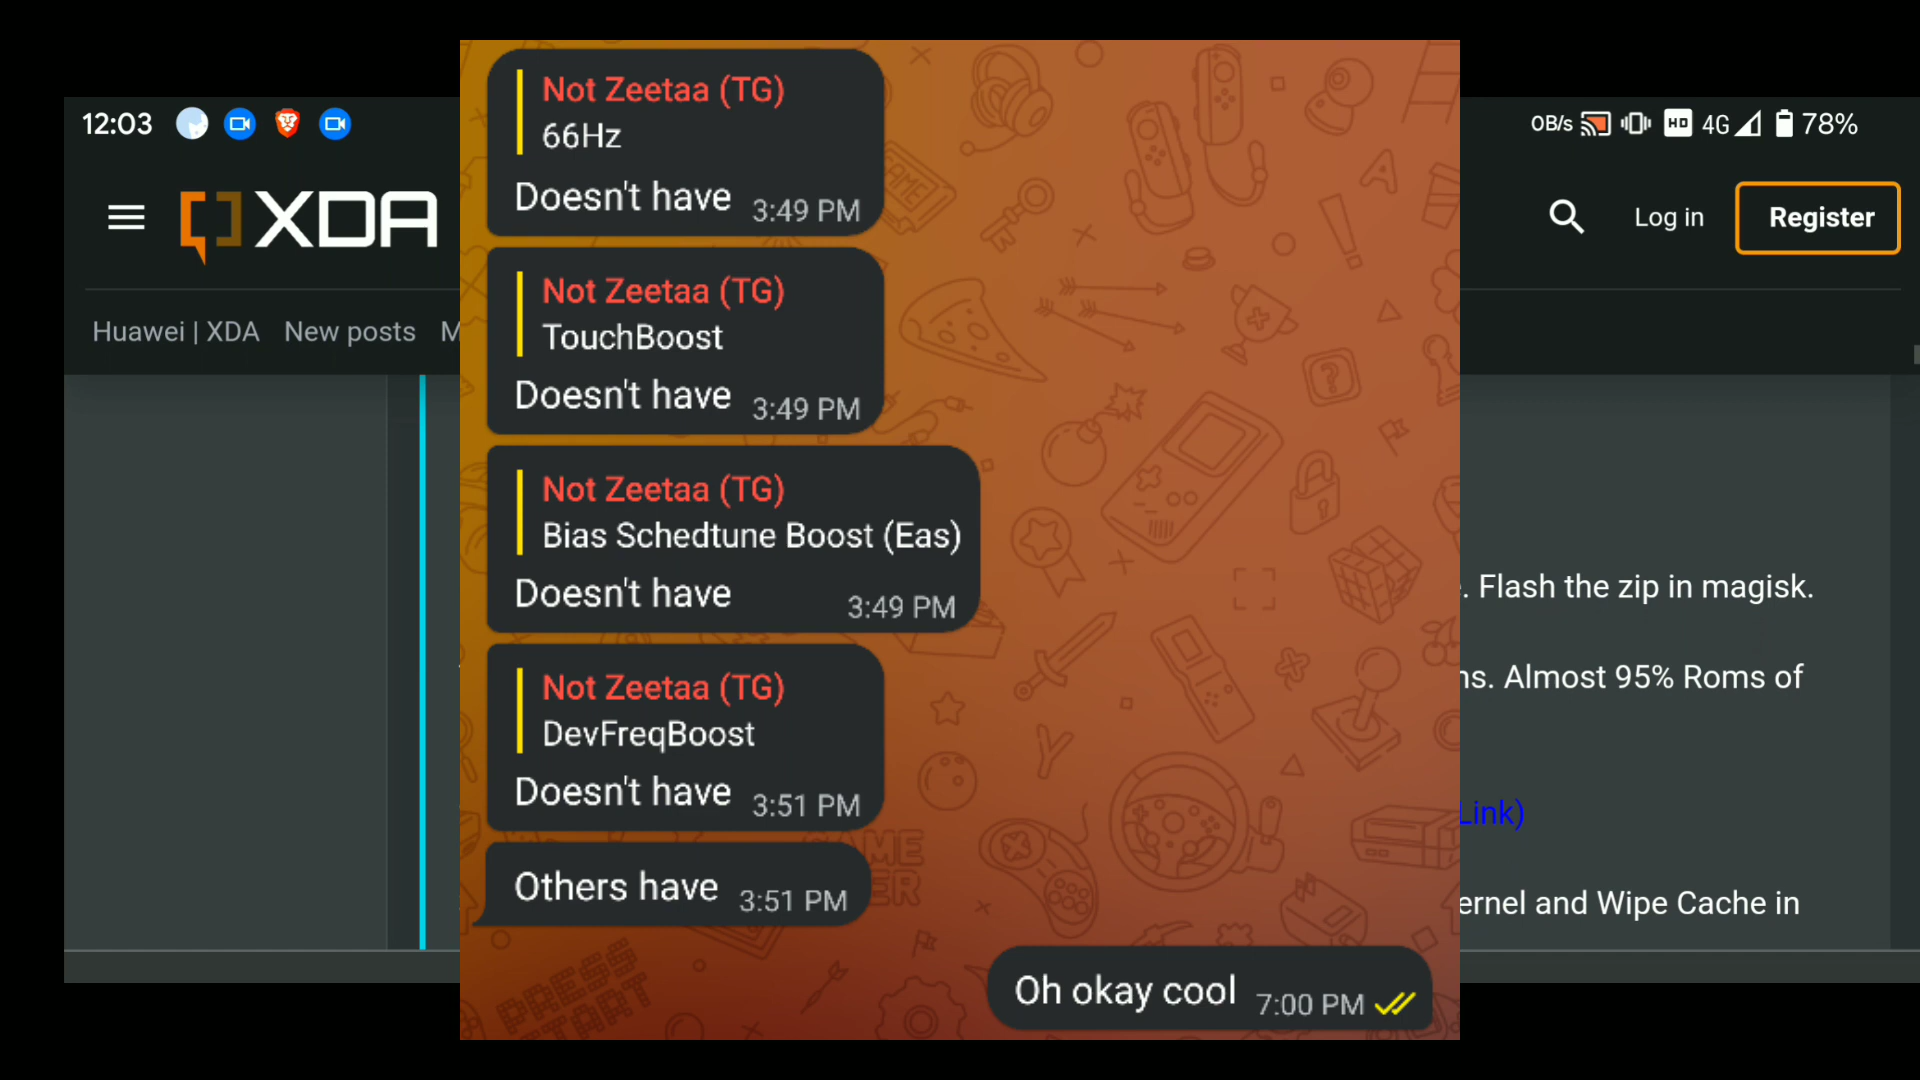 12:03
0B/s HD 4G 78%
XDA
Log in
Register
Huawei | XDA New posts M
Not Zeetaa (TG)
66Hz
Doesn't have 3:49 PM
Not Zeetaa (TG)
TouchBoost
Doesn't have 3:49 PM
Not Zeetaa (TG)
Bias Schedtune Boost (Eas)
Doesn't have 3:49 PM
Not Zeetaa (TG)
DevFreqBoost
Doesn't have 3:51 PM
Others have 3:51 PM
Oh okay cool 7:00 PM
. Flash the zip in magisk.
ns. Almost 95% Roms of
Link)
ernel and Wipe Cache in
PRESS
START